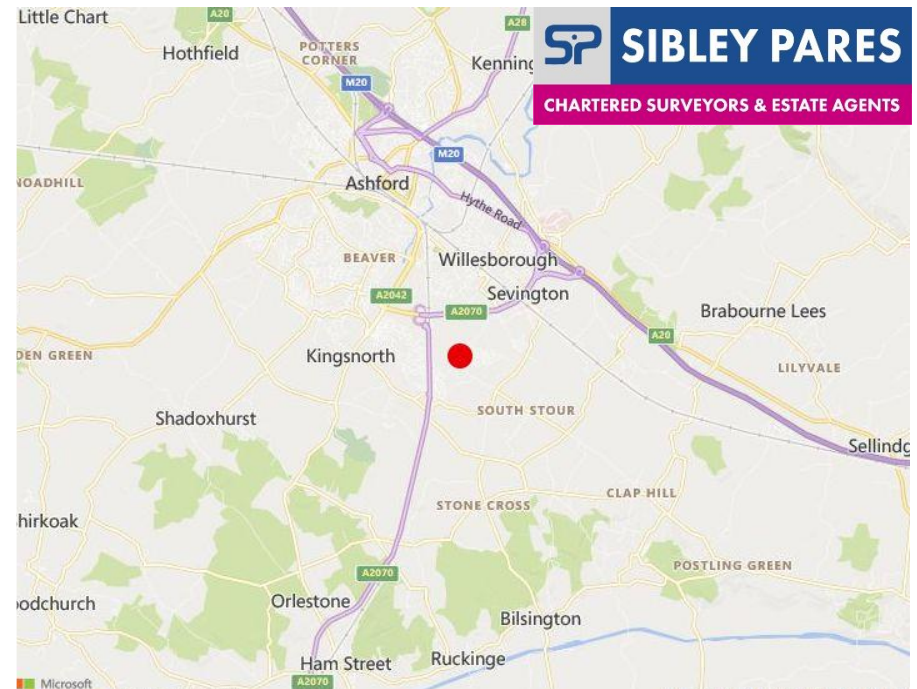 Little Chart
A20
A28
SP SIBLEY PARES
CHARTERED SURVEYORS & ESTATE AGENTS
Hothfield
POTTERS
CORNER
Kenning
M20
M20
NOADHILL
Ashford
Hythe Road
BEAVER
Willesborough
A2042
Sevington
A2070
Brabourne Lees
A20
DEN GREEN
Kingsnorth
LILYVALE
SOUTH STOUR
Shadoxhurst
Sellindg
CLAP HILL
STONE CROSS
hirkoak
POSTLING GREEN
A2070
odchurch
Orlestone
Bilsington
Ham Street
Ruckinge
A2070
Microsoft